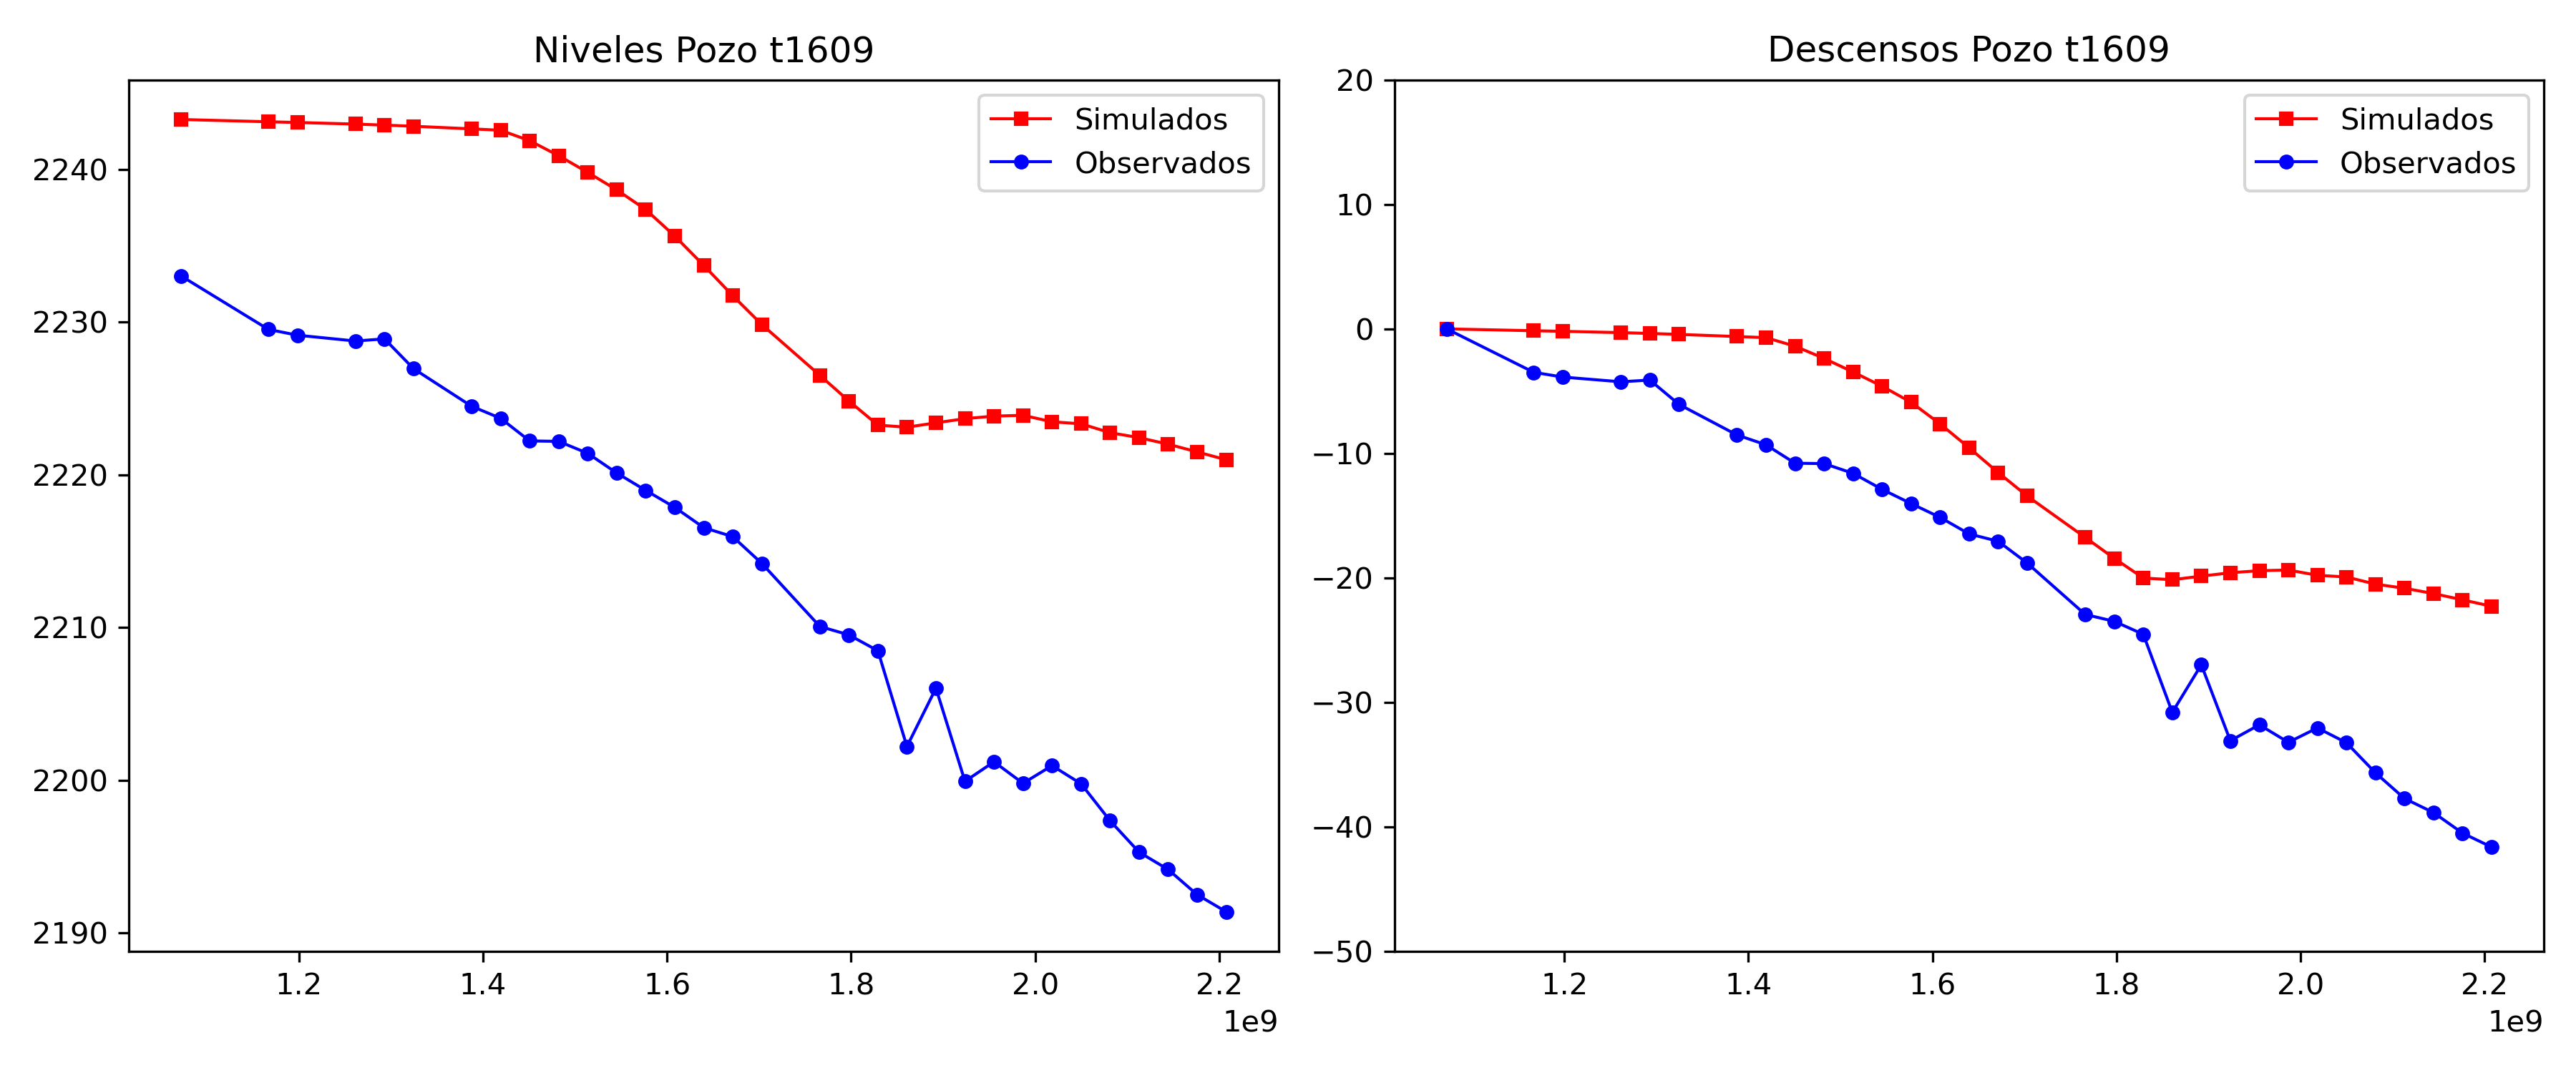 Niveles Pozo t1609
Simulados
Observados
2240
2230
2220
2210
2200
2190
1.2 1.4 1.6 1.8 2.0 2.2
1e9
Descensos Pozo t1609
Simulados
Observados
20
10
0
−10
−20
−30
−40
−50
1.2 1.4 1.6 1.8 2.0 2.2
1e9